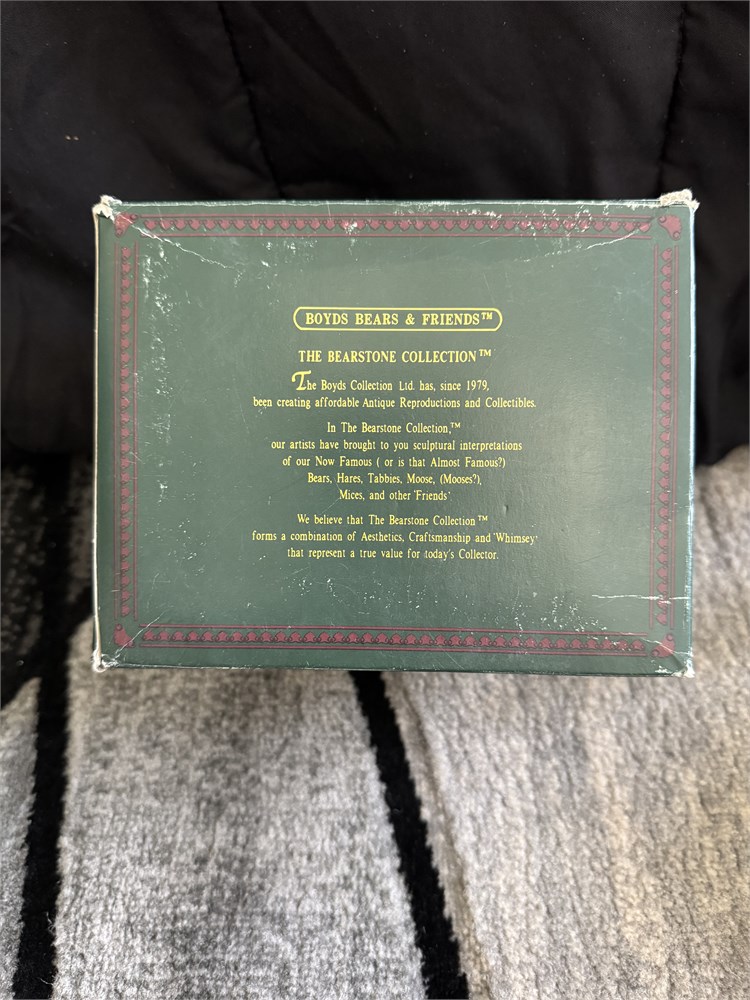 BOYDS BEARS & FRIENDS™
THE BEARSTONE COLLECTION™
The Boyds Collection Ltd. has, since 1979,
been creating affordable Antique Reproductions and Collectibles.
In The Bearstone Collection,™
our artists have brought to you sculptural interpretations
of our Now Famous ( or is that Almost Famous?)
Bears, Hares, Tabbies, Moose, (Mooses?),
Mices, and other 'Friends'
We believe that The Bearstone Collection™
forms a combination of Aesthetics, Craftsmanship and 'Whimsey'
that represent a true value for today's Collector.